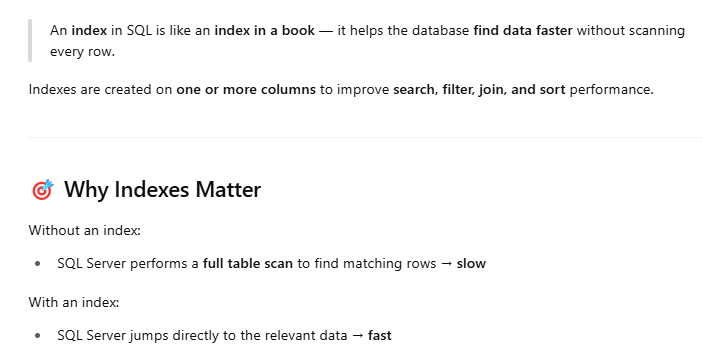 An index in SQL is like an index in a book — it helps the database find data faster without scanning
every row.
Indexes are created on one or more columns to improve search, filter, join, and sort performance.
🎯 Why Indexes Matter
Without an index:
• SQL Server performs a full table scan to find matching rows → slow
With an index:
• SQL Server jumps directly to the relevant data → fast